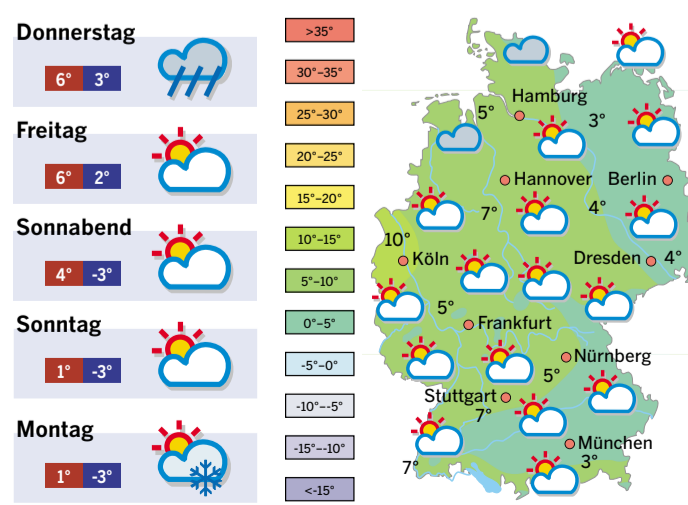 Donnerstag
6° 3°
Freitag
6° 2°
Sonnabend
4° -3°
Sonntag
1° -3°
Montag
1° -3°
>35°
30°–35°
25°–30°
20°–25°
15°–20°
10°–15°
5°–10°
0°–5°
-5°–0°
-10°–-5°
-15°–-10°
<-15°
Hamburg
5°
3°
Hannover
Berlin
7°
4°
10°
Köln
Dresden
4°
5°
Frankfurt
Nürnberg
5°
Stuttgart
7°
München
7°
3°